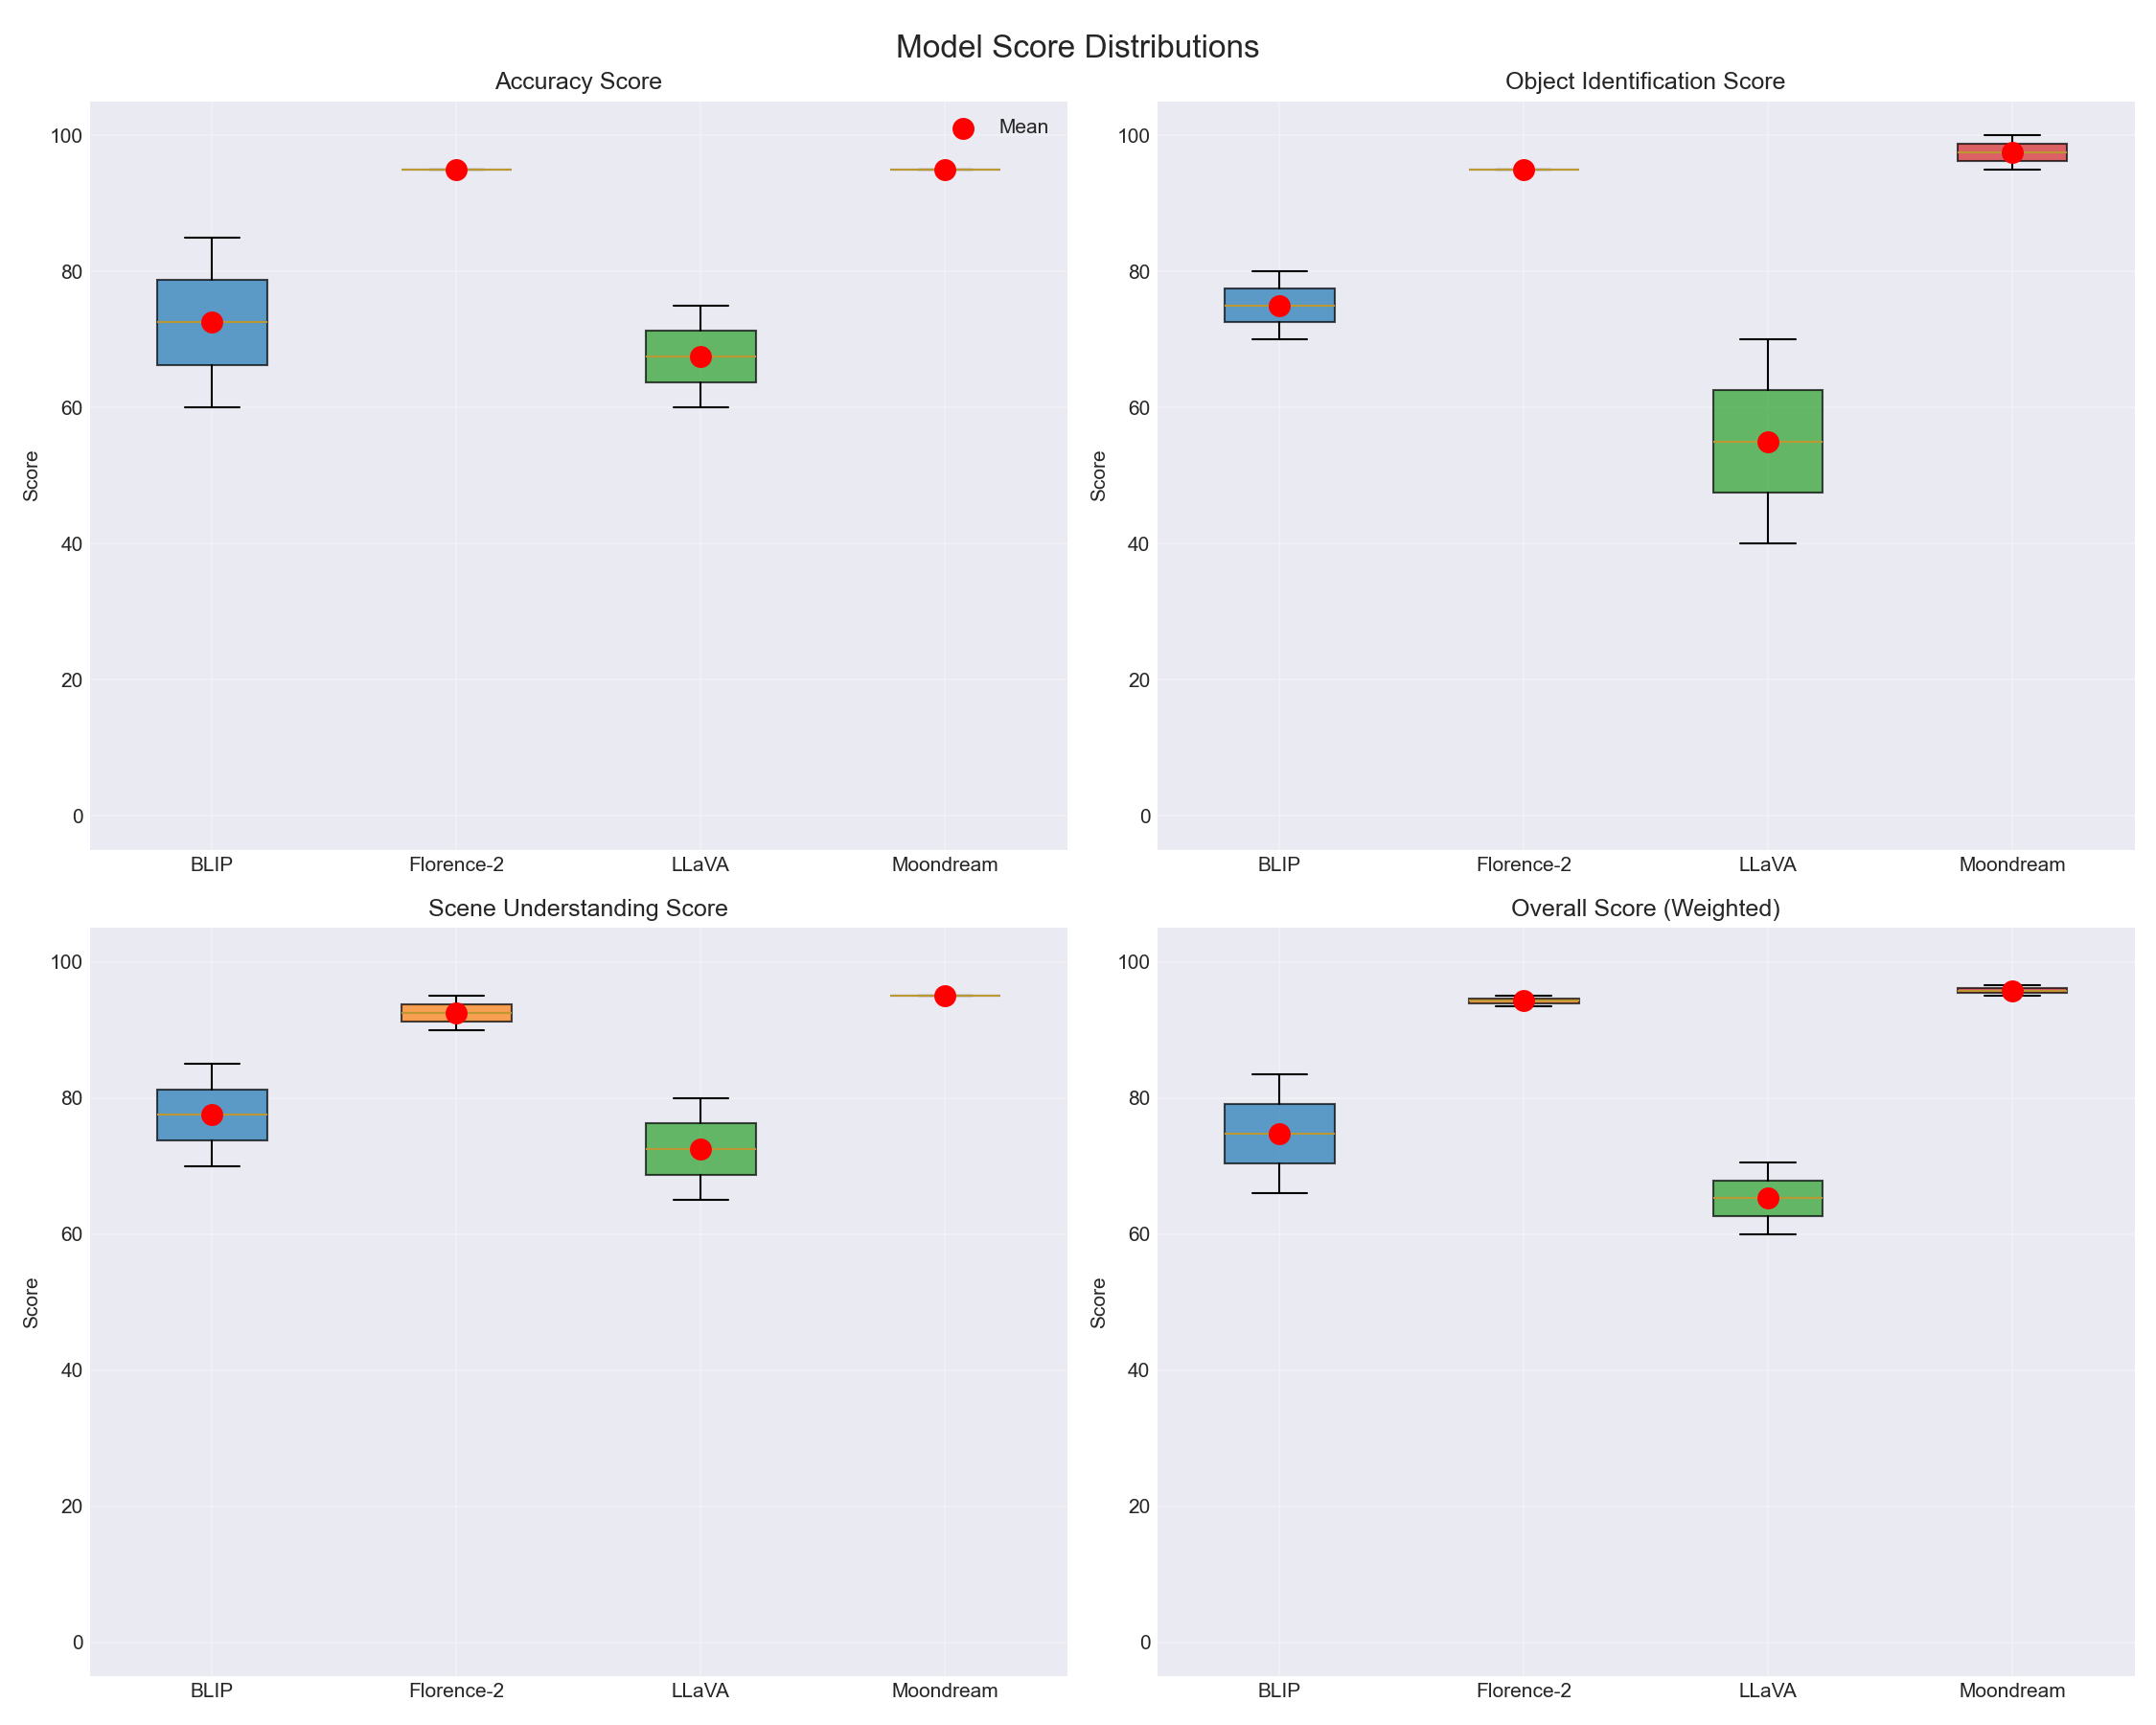 Model Score Distributions
Accuracy Score
Mean
Score
100
80
60
40
20
0
BLIP Florence-2 LLaVA Moondream
Object Identification Score
Score
100
80
60
40
20
0
BLIP Florence-2 LLaVA Moondream
Scene Understanding Score
Score
100
80
60
40
20
0
BLIP Florence-2 LLaVA Moondream
Overall Score (Weighted)
Score
100
80
60
40
20
0
BLIP Florence-2 LLaVA Moondream